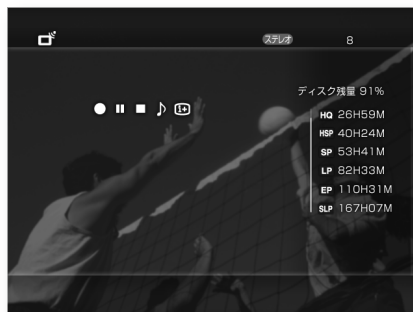 ステレオ 8
ディスク残量 91%
HQ 26H59M
HSP 40H24M
SP 53H41M
LP 82H33M
EP 110H31M
SLP 167H07M
1+